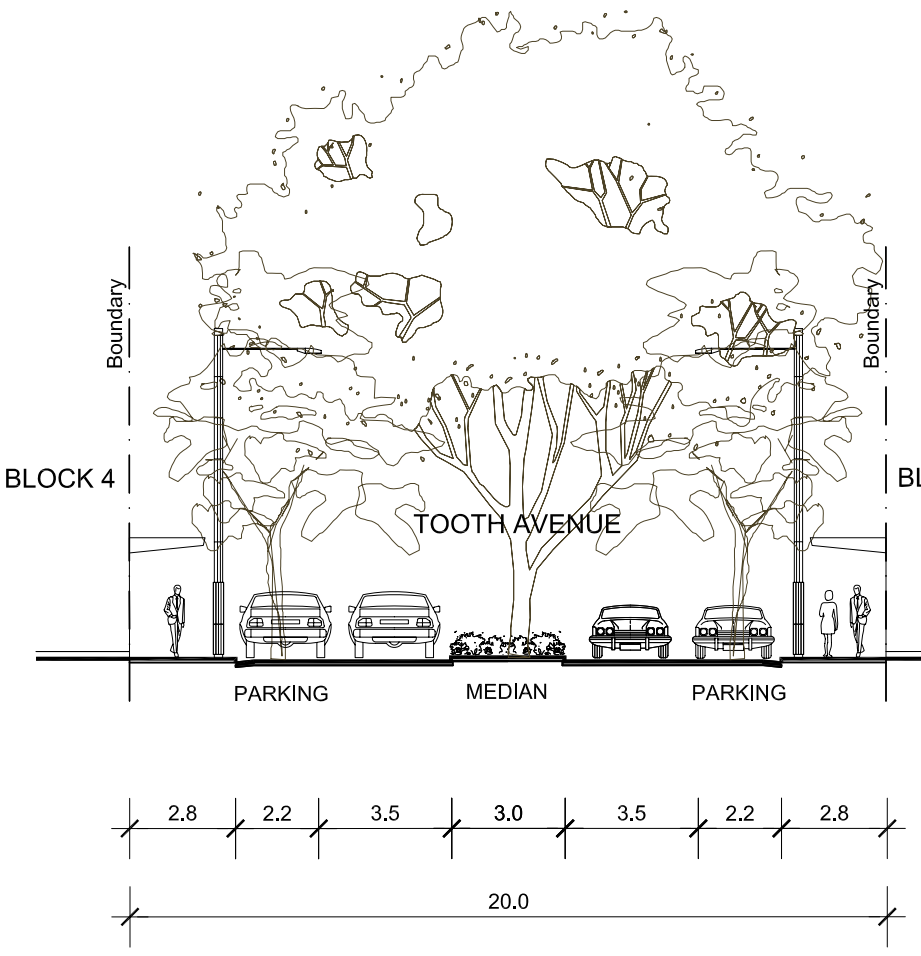 Boundary
Boundary
BLOCK 4
BL
TOOTH AVENUE
PARKING
MEDIAN
PARKING
2.8
2.2
3.5
3.0
3.5
2.2
2.8
20.0